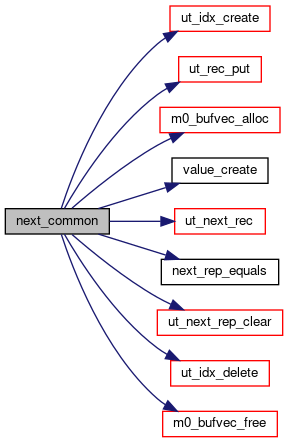 ut_idx_create
ut_rec_put
m0_bufvec_alloc
value_create
next_common
ut_next_rec
next_rep_equals
ut_next_rep_clear
ut_idx_delete
m0_bufvec_free